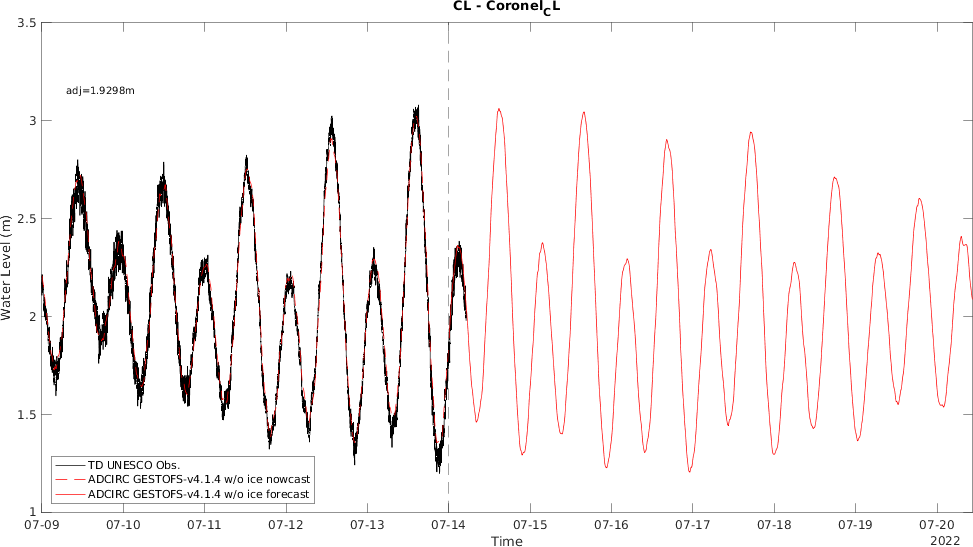 CL - Coronel_CL
3.5
adj=1.9298m
3
2.5
Water Level (m)
2
1.5
TD UNESCO Obs.
ADCIRC GESTOFS-v4.1.4 w/o ice nowcast
ADCIRC GESTOFS-v4.1.4 w/o ice forecast
1
07-09 07-10 07-11 07-12 07-13 07-14 07-15 07-16 07-17 07-18 07-19 07-20
Time 2022